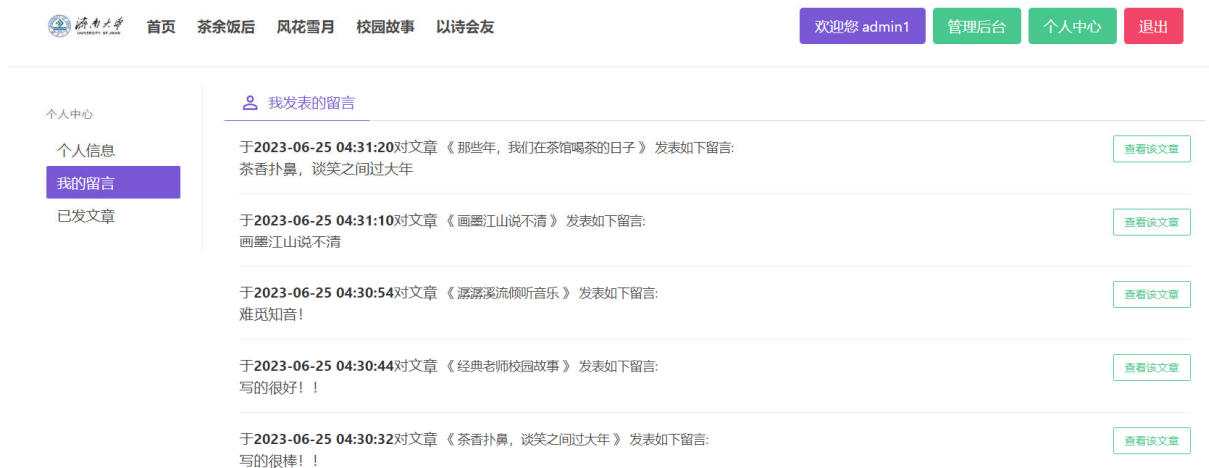 濟南大学
UNIVERSITY OF JINAN
首页 茶余饭后 风花雪月 校园故事 以诗会友 欢迎您 admin1 管理后台 个人中心 退出
个人中心
个人信息
我的留言
已发文章
我发表的留言
于2023-06-25 04:31:20对文章 《 那些年，我们在茶馆喝茶的日子 》 发表如下留言: 查看该文章
茶香扑鼻，谈笑之间过大年
于2023-06-25 04:31:10对文章 《 画墨江山说不清 》 发表如下留言: 查看该文章
画墨江山说不清
于2023-06-25 04:30:54对文章 《 潺潺溪流倾听音乐 》 发表如下留言: 查看该文章
难觅知音！
于2023-06-25 04:30:44对文章 《 经典老师校园故事 》 发表如下留言: 查看该文章
写的很好！！
于2023-06-25 04:30:32对文章 《 茶香扑鼻，谈笑之间过大年 》 发表如下留言: 查看该文章
写的很棒！！